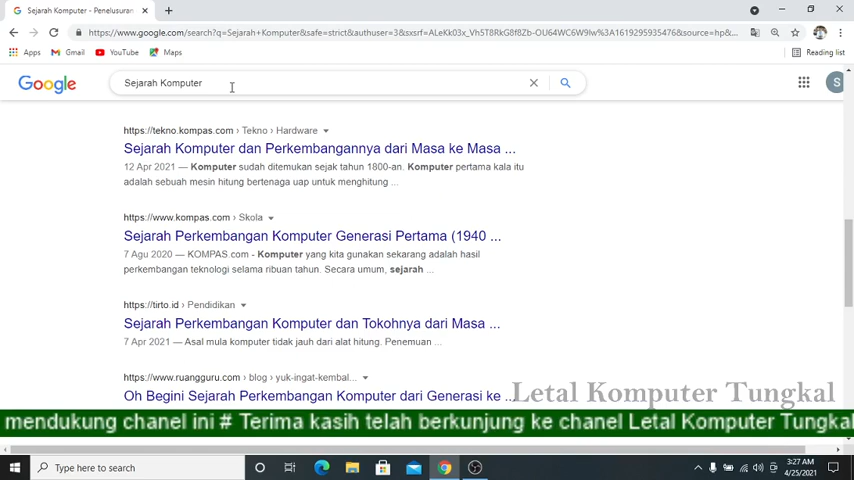 Sejarah Komputer - Penelusuran
https://www.google.com/search?q=Sejarah+Komputer&safe=strict&authuser=3&sxsrf=ALeKk03x_Vh5T8RkG8f8Zb-OU64WC6W9lw%3A1619295935476&source=hp&...
Apps Gmail YouTube Maps Reading list
Google Sejarah Komputer S
https://tekno.kompas.com › Tekno › Hardware
Sejarah Komputer dan Perkembangannya dari Masa ke Masa ...
12 Apr 2021 — Komputer sudah ditemukan sejak tahun 1800-an. Komputer pertama kala itu
adalah sebuah mesin hitung bertenaga uap untuk menghitung ...
https://www.kompas.com › Skola
Sejarah Perkembangan Komputer Generasi Pertama (1940 ...
7 Agu 2020 — KOMPAS.com - Komputer yang kita gunakan sekarang adalah hasil
perkembangan teknologi selama ribuan tahun. Secara umum, sejarah ...
https://tirto.id › Pendidikan
Sejarah Perkembangan Komputer dan Tokohnya dari Masa ...
7 Apr 2021 — Asal mula komputer tidak jauh dari alat hitung. Penemuan ...
https://www.ruangguru.com › blog › yuk-ingat-kembal...
Oh Begini Sejarah Perkembangan Komputer dari Generasi ke ...
Letal Komputer Tungkal
mendukung chanel ini # Terima kasih telah berkunjung ke chanel Letal Komputer Tungkal
Type here to search
3:27 AM
4/25/2021